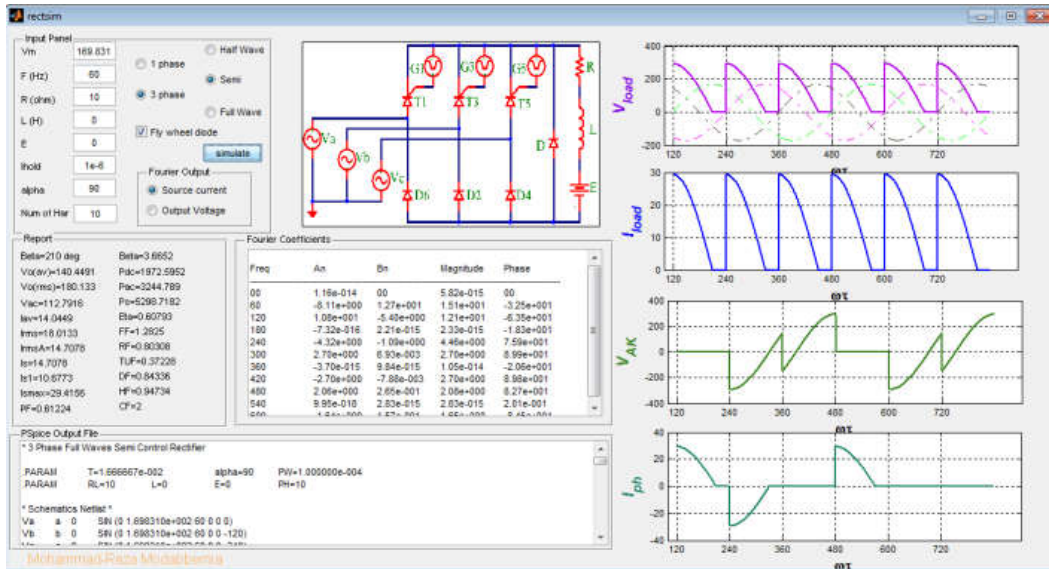 rectsim
Input Panel
Vm 169.831
F (Hz) 60
R (ohm) 10
L (H) 0
E 0
Ihold 1e-6
alpha 90
Num of Har 10
1 phase
3 phase
Half Wave
Semi
Full Wave
Fly wheel diode
simulate
Fourier Output
Source current
Output Voltage
G1 G3 G5
T1 T3 T5
R
L
E
D
Va
Vb
Vc
D6 D2 D4
Report
Beta=210 deg Beta=3.6652
Vo(av)=140.4491 Pdc=1972.5952
Vo(rms)=180.133 Pac=3244.789
Vac=112.7916 Ps=5298.7182
Iav=14.0449 Eta=0.60793
Irms=18.0133 FF=1.2825
IrmsA=14.7078 RF=0.80308
Is=14.7078 TUF=0.37228
Is1=10.6773 DF=0.84336
Ismax=29.4156 HF=0.94734
PF=0.61224 CF=2
Fourier Coefficients
Freq An Bn Magnitude Phase
00 1.16e-014 00 5.82e-015 00
60 -8.11e+000 1.27e+001 1.51e+001 -3.25e+001
120 1.08e+001 -5.40e+000 1.21e+001 -6.35e+001
180 -7.32e-016 2.21e-015 2.33e-015 -1.83e+001
240 -4.32e+000 -1.09e+000 4.46e+000 7.59e+001
300 2.70e+000 6.93e-003 2.70e+000 8.99e+001
360 -3.70e-015 9.84e-015 1.05e-014 -2.06e+001
420 -2.70e+000 -7.88e-003 2.70e+000 8.98e+001
480 2.06e+000 2.65e-001 2.08e+000 8.27e+001
540 9.95e-016 2.83e-015 2.83e-015 2.01e-001
PSpice Output File
* 3 Phase Full Waves Semi Control Rectifier
.PARAM T=1.666667e-002 alpha=90 PW=1.000000e-004
.PARAM RL=10 L=0 E=0 PH=10
* Schematics Netlist *
Va a 0 SIN (0 1.698310e+002 60 0 0 0)
Vb b 0 SIN (0 1.698310e+002 60 0 0 -120)
Mohammad-Reza Modabbernia
V load
400
200
0
-200
120 240 360 480 600 720
ωt
I load
30
20
10
0
120 240 360 480 600 720
ωt
V AK
400
200
0
-200
-400
120 240 360 480 600 720
ωt
I ph
40
20
0
-20
-40
120 240 360 480 600 720
ωt